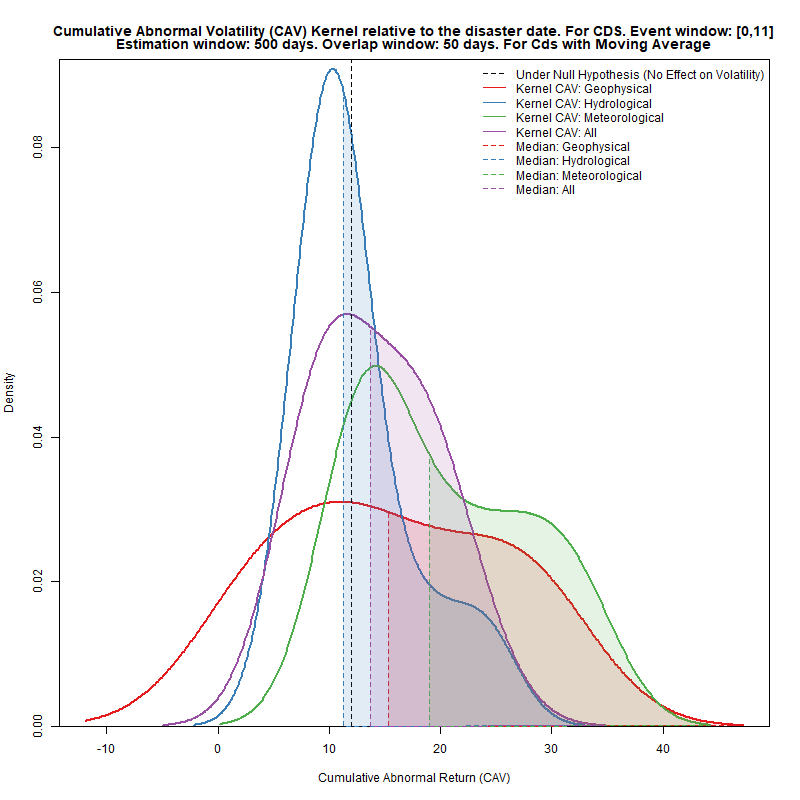 Cumulative Abnormal Volatility (CAV) Kernel relative to the disaster date. For CDS. Event window: [0,11]
Estimation window: 500 days. Overlap window: 50 days. For Cds with Moving Average
Under Null Hypothesis (No Effect on Volatility)
Kernel CAV: Geophysical
Kernel CAV: Hydrological
Kernel CAV: Meteorological
Kernel CAV: All
Median: Geophysical
Median: Hydrological
Median: Meteorological
Median: All
Density
0.08
0.06
0.04
0.02
0.00
-10 0 10 20 30 40
Cumulative Abnormal Return (CAV)